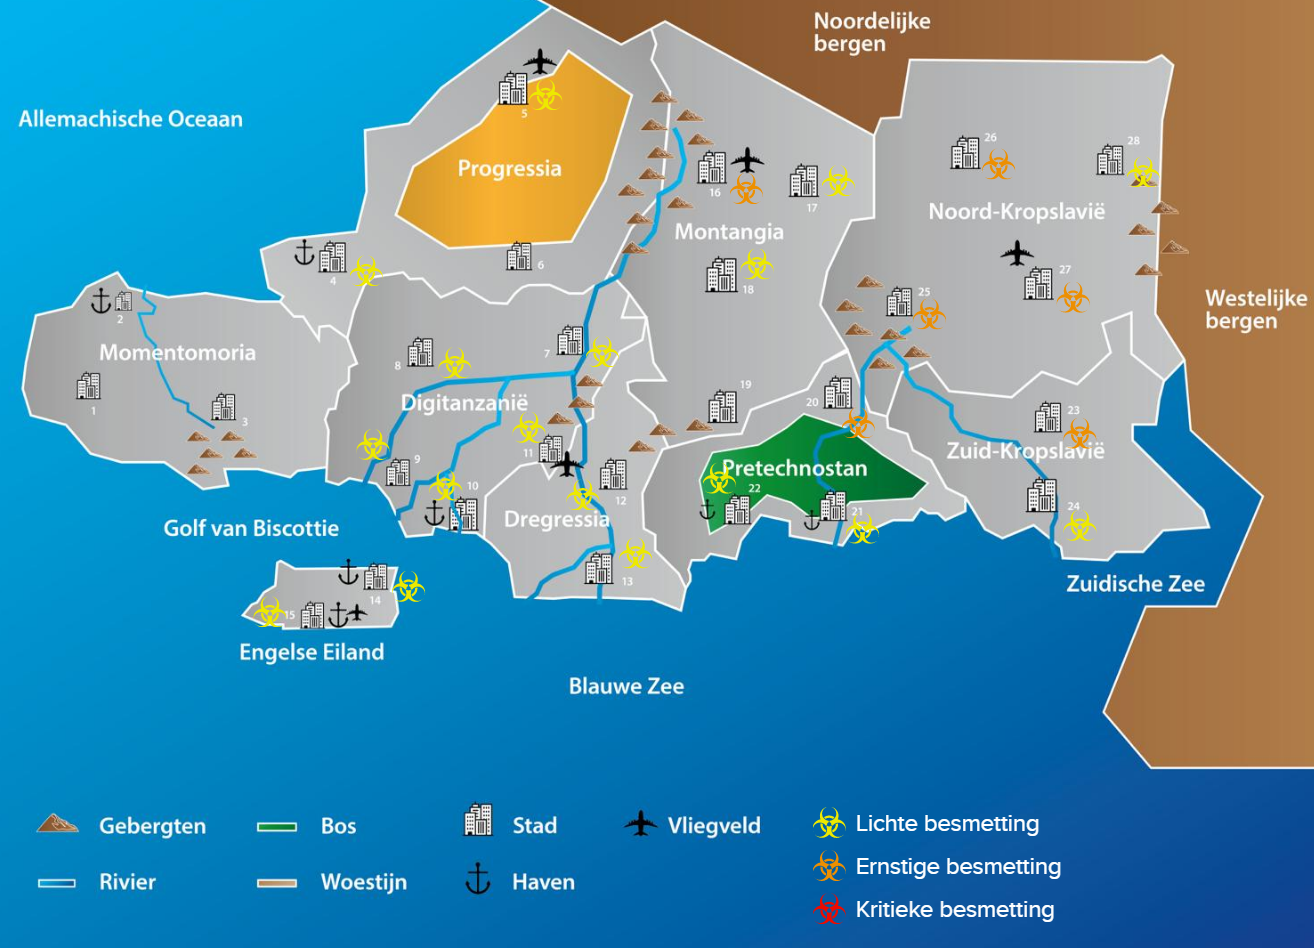 Noordelijke
bergen
Allemachische Oceaan
5
Progressia
26
28
16
17
Noord-Kropslavië
Montangia
4
6
18
27
25
Westelijke
bergen
2
Momentomoria
8
7
1
3
Digitanzanië
19
20
23
11
9
Zuid-Kropslavië
Pretechnostan
10
12
22
21
24
Golf van Biscottie
Dregressia
13
14
15
Zuidische Zee
Engelse Eiland
Blauwe Zee
Gebergten
Bos
Stad
Vliegveld
Lichte besmetting
Ernstige besmetting
Rivier
Woestijn
Haven
Kritieke besmetting